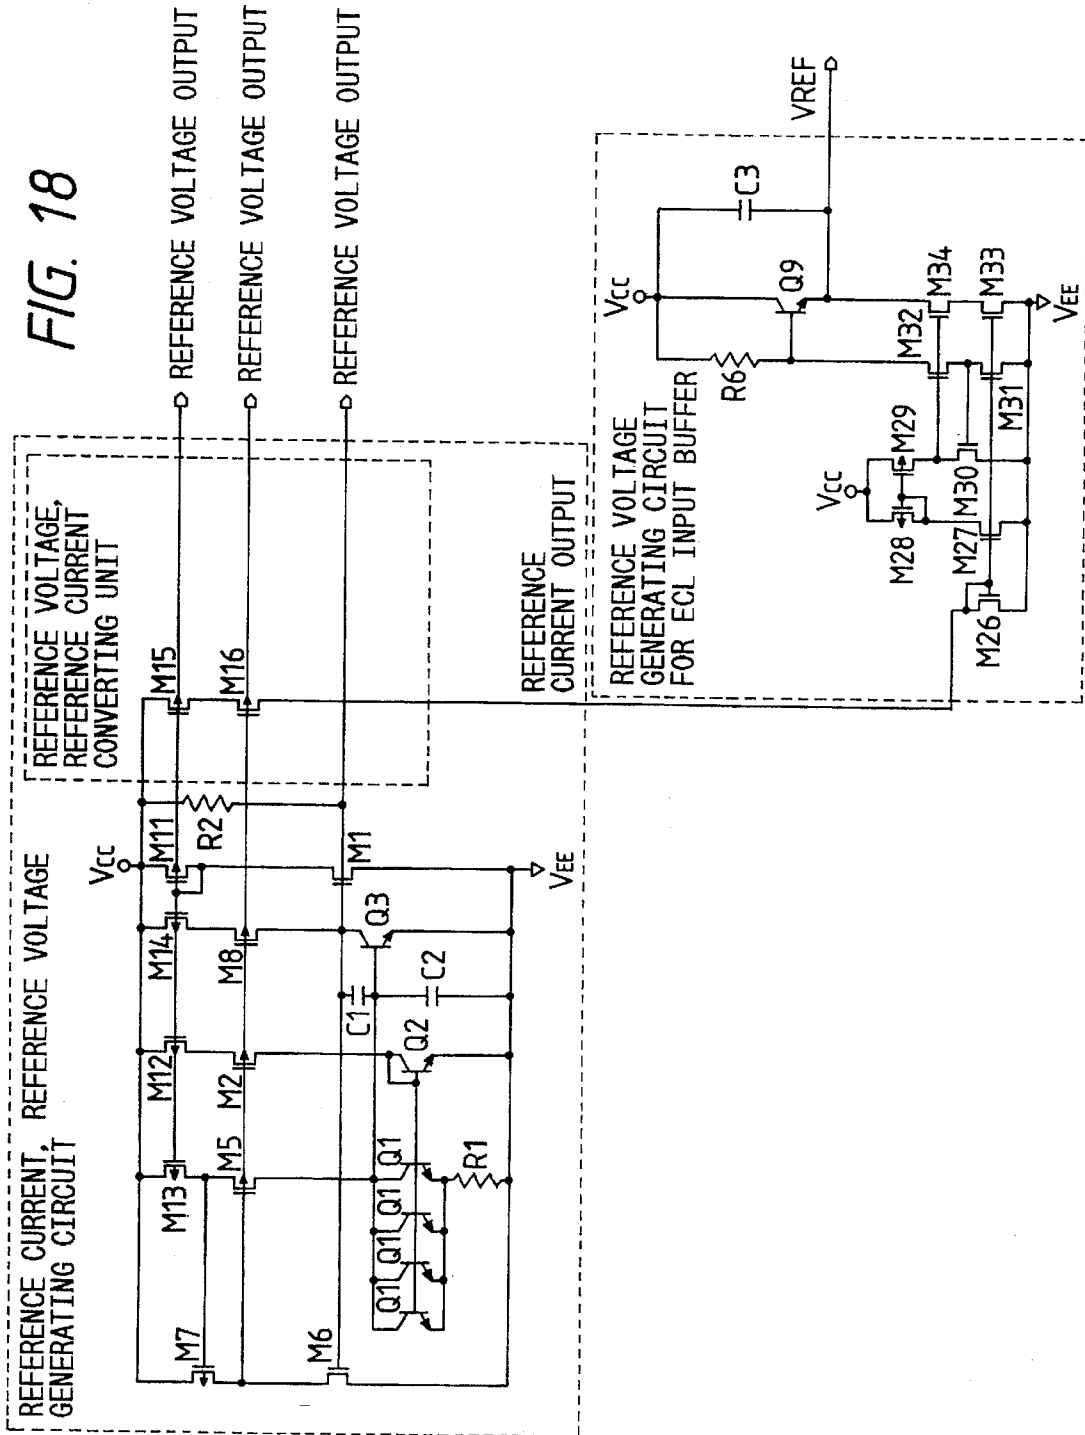 FIG. 18
REFERENCE CURRENT, REFERENCE VOLTAGE
GENERATING CIRCUIT
REFERENCE VOLTAGE,
REFERENCE CURRENT
CONVERTING UNIT
VCC
M7
M13
M12
M14
M11
M15
REFERENCE VOLTAGE OUTPUT
M5
M2
M8
M16
REFERENCE VOLTAGE OUTPUT
R2
M6
M1
REFERENCE VOLTAGE OUTPUT
C1
Q3
Q1
Q1
Q1
Q1
Q2
C2
R1
VEE
REFERENCE
CURRENT OUTPUT
REFERENCE VOLTAGE
GENERATING CIRCUIT
FOR ECL INPUT BUFFER
VCC
C3
R6
Q9
VREF
VCC
M28
M29
M32
M34
M30
M27
M26
M31
M33
VEE